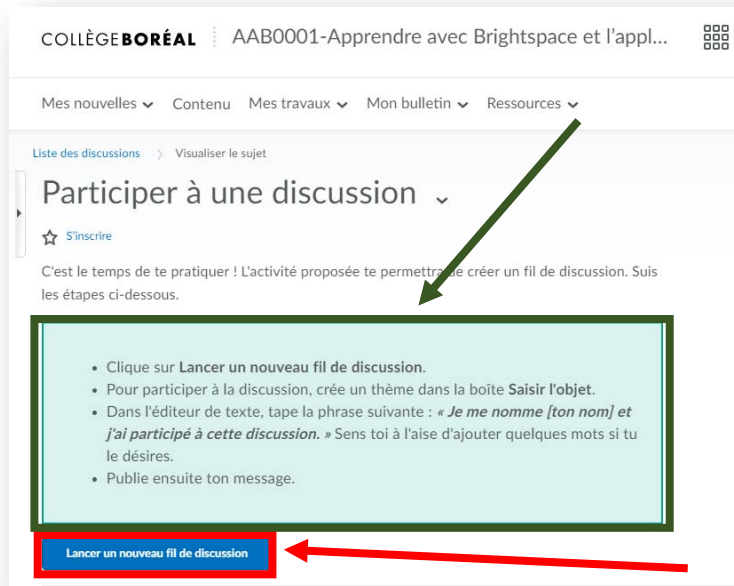 COLLÈGEBORÉAL AAB0001-Apprendre avec Brightspace et l'appl...
Mes nouvelles Contenu Mes travaux Mon bulletin Ressources
Liste des discussions > Visualiser le sujet
Participer à une discussion
S'inscrire
C'est le temps de te pratiquer ! L'activité proposée te permettra de créer un fil de discussion. Suis
les étapes ci-dessous.
• Clique sur Lancer un nouveau fil de discussion.
• Pour participer à la discussion, crée un thème dans la boîte Saisir l'objet.
• Dans l'éditeur de texte, tape la phrase suivante : « Je me nomme [ton nom] et
j'ai participé à cette discussion. » Sens toi à l'aise d'ajouter quelques mots si tu
le désires.
• Publie ensuite ton message.
Lancer un nouveau fil de discussion